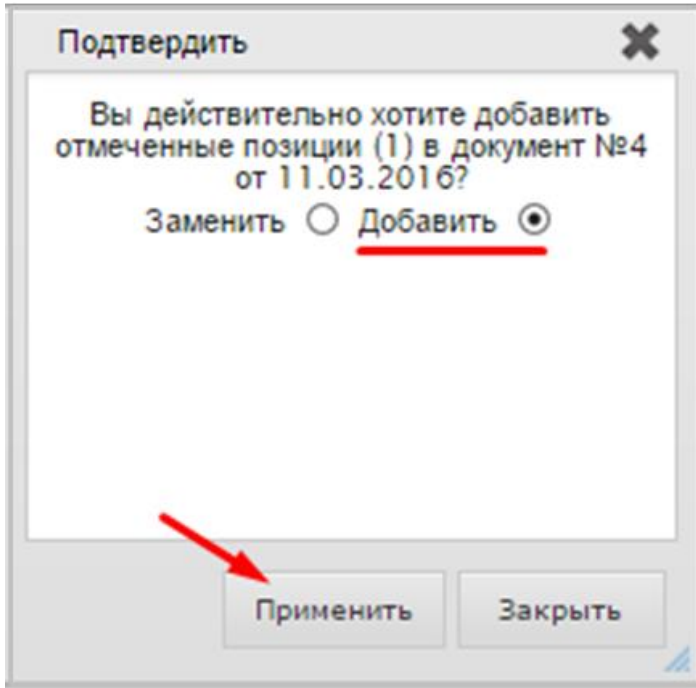 Подтвердить
Вы действительно хотите добавить
отмеченные позиции (1) в документ №4
от 11.03.2016?
Заменить Добавить
Применить Закрыть